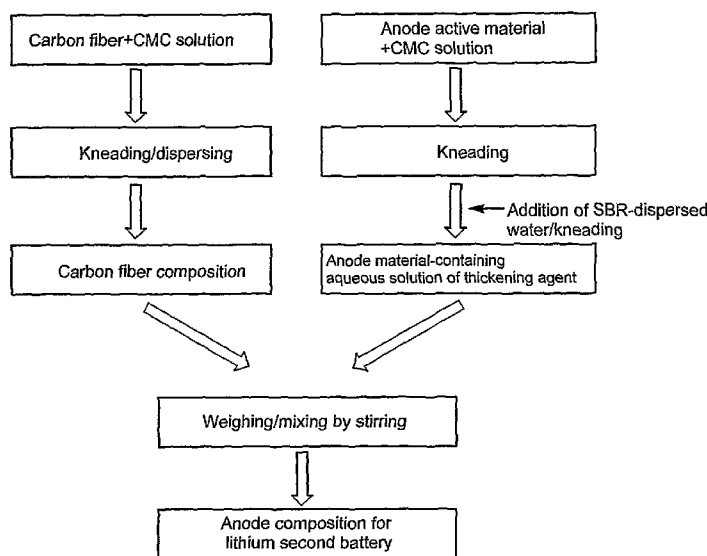 Carbon fiber+CMC solution
Anode active material
+CMC solution
Kneading/dispersing
Kneading
Addition of SBR-dispersed
water/kneading
Carbon fiber composition
Anode material-containing
aqueous solution of thickening agent
Weighing/mixing by stirring
Anode composition for
lithium second battery